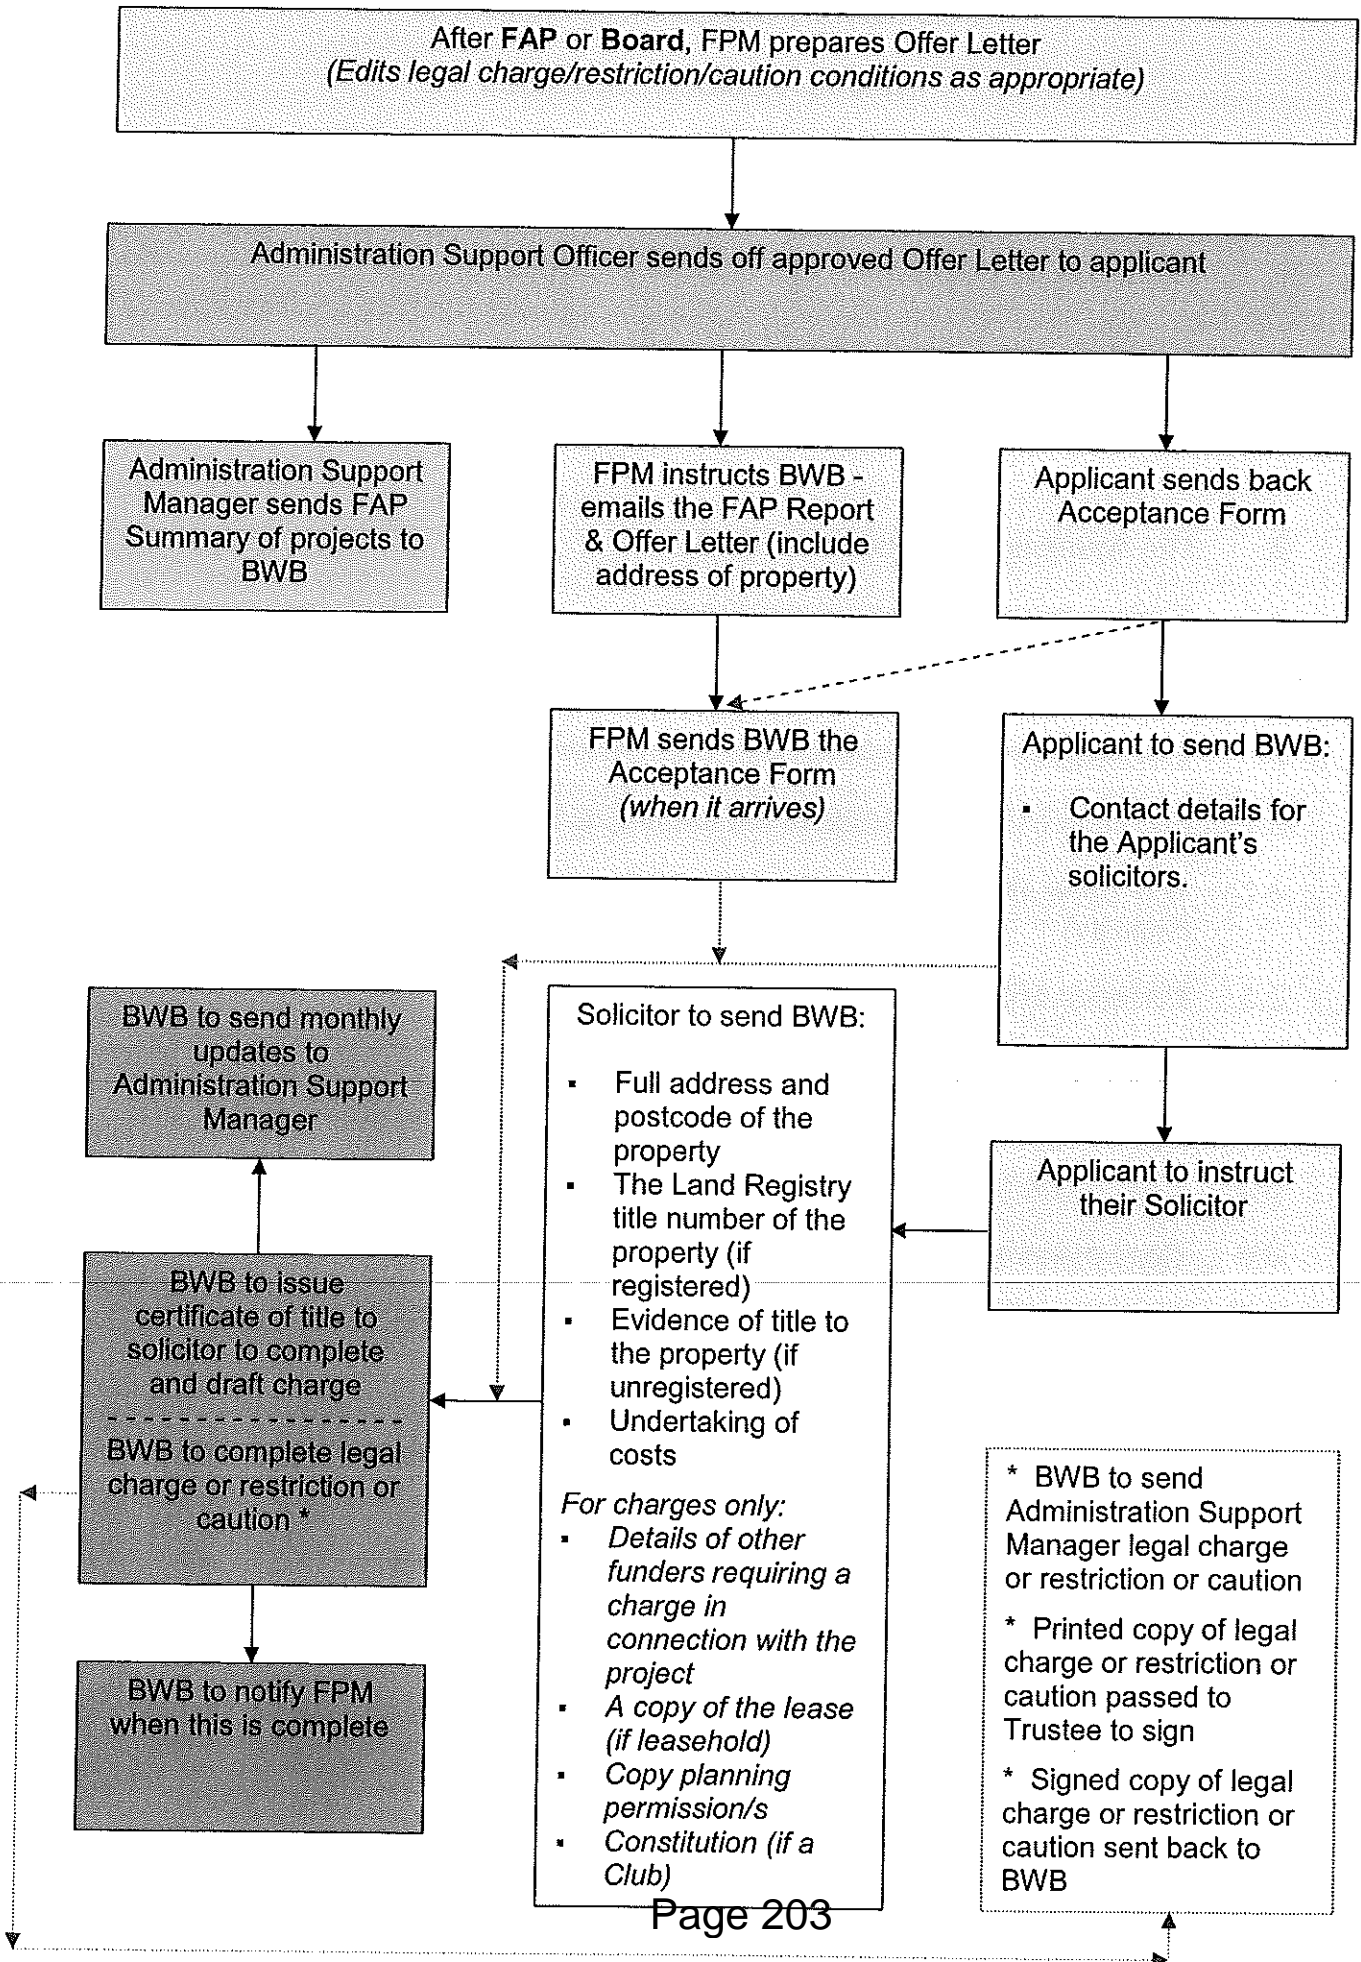 After FAP or Board, FPM prepares Offer Letter
(Edits legal charge/restriction/caution conditions as appropriate)
Administration Support Officer sends off approved Offer Letter to applicant
Administration Support
Manager sends FAP
Summary of projects to
BWB
FPM instructs BWB -
emails the FAP Report
& Offer Letter (include
address of property)
Applicant sends back
Acceptance Form
FPM sends BWB the
Acceptance Form
(when it arrives)
Applicant to send BWB:
▪ Contact details for
the Applicant's
solicitors.
BWB to send monthly
updates to
Administration Support
Manager
Solicitor to send BWB:
▪ Full address and
postcode of the
property
▪ The Land Registry
title number of the
property (if
registered)
▪ Evidence of title to
the property (if
unregistered)
▪ Undertaking of
costs
For charges only:
▪ Details of other
funders requiring a
charge in
connection with the
project
▪ A copy of the lease
(if leasehold)
▪ Copy planning
permission/s
▪ Constitution (if a
Club)
Applicant to instruct
their Solicitor
BWB to issue
certificate of title to
solicitor to complete
and draft charge
BWB to complete legal
charge or restriction or
caution *
BWB to notify FPM
when this is complete
* BWB to send
Administration Support
Manager legal charge
or restriction or caution
* Printed copy of legal
charge or restriction or
caution passed to
Trustee to sign
* Signed copy of legal
charge or restriction or
caution sent back to
BWB
Page 203